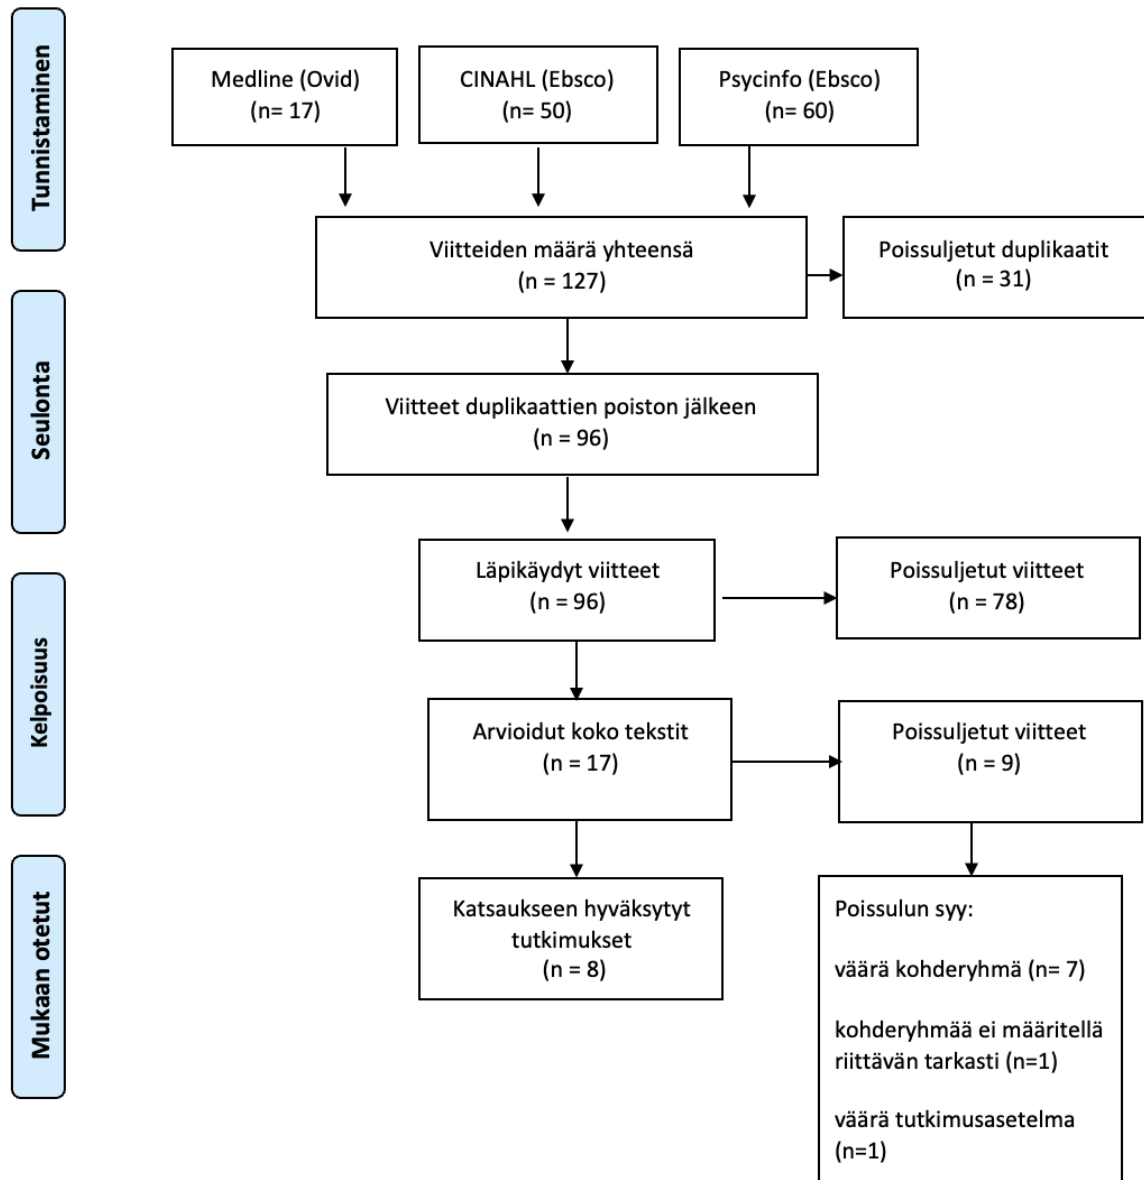 Tunnistaminen
Medline (Ovid)
(n= 17)
CINAHL (Ebsco)
(n= 50)
Psycinfo (Ebsco)
(n= 60)
Viitteiden määrä yhteensä
(n = 127)
Poissuljetut duplikaatit
(n = 31)
Seulonta
Viitteet duplikaattien poiston jälkeen
(n = 96)
Läpikäydyt viitteet
(n = 96)
Poissuljetut viitteet
(n = 78)
Kelpoisuus
Arvioidut koko tekstit
(n = 17)
Poissuljetut viitteet
(n = 9)
Mukaan otetut
Katsaukseen hyväksytyt
tutkimukset
(n = 8)
Poissulun syy:
väärä kohderyhmä (n= 7)
kohderyhmää ei määritellä
riittävän tarkasti (n=1)
väärä tutkimusasetelma
(n=1)